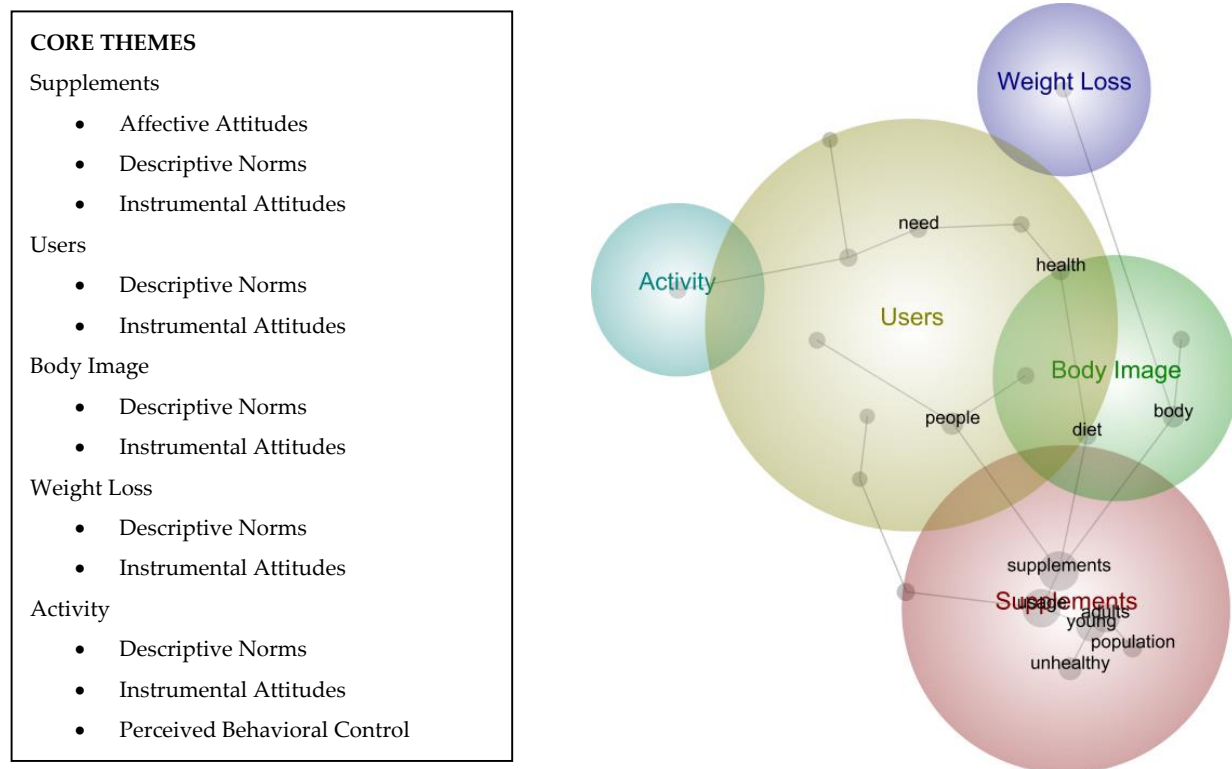 CORE THEMES
Supplements
• Affective Attitudes
• Descriptive Norms
• Instrumental Attitudes
Users
• Descriptive Norms
• Instrumental Attitudes
Body Image
• Descriptive Norms
• Instrumental Attitudes
Weight Loss
• Descriptive Norms
• Instrumental Attitudes
Activity
• Descriptive Norms
• Instrumental Attitudes
• Perceived Behavioral Control
Weight Loss
need
health
Activity
Users
Body Image
body
people
diet
supplements
usage
Supplements
adults
young
population
unhealthy